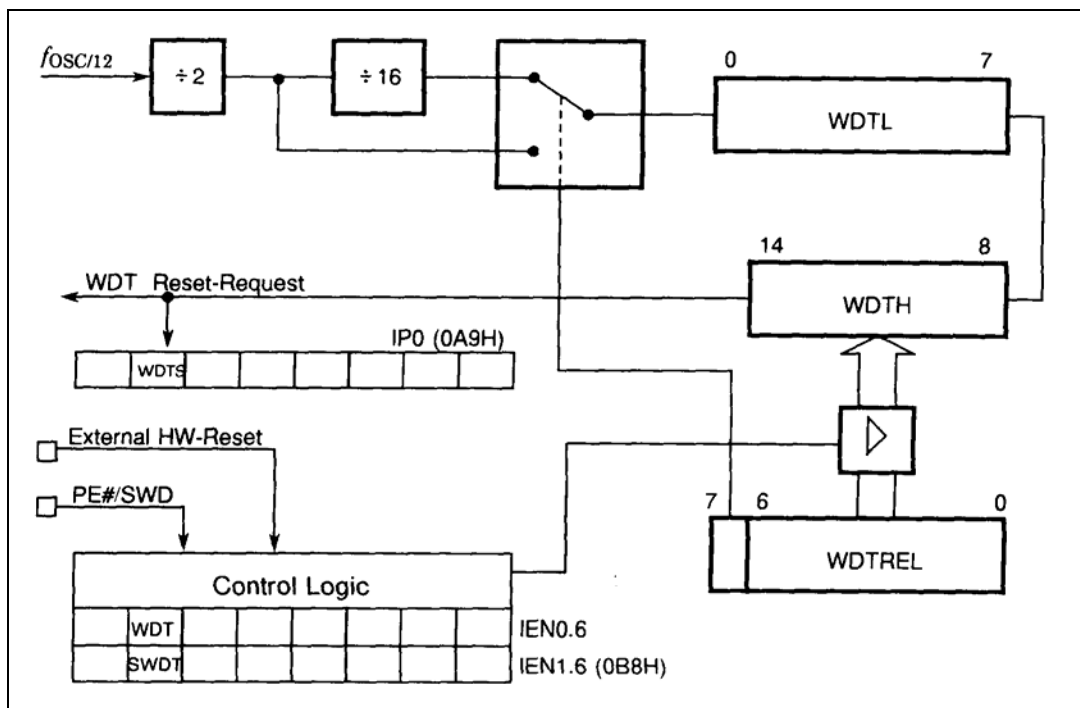 fOSC/12
÷2
÷16
0 7
WDTL
14 8
WDTH
WDT Reset-Request
IP0 (0A9H)
WDTS
External HW-Reset
PE#/SWD
7 6 0
WDTREL
Control Logic
WDT
IEN0.6
SWDT
IEN1.6 (0B8H)